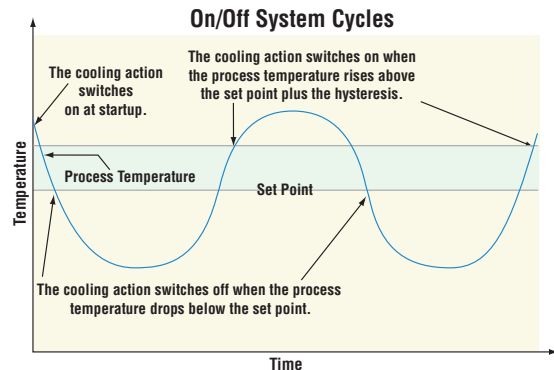 On/Off System Cycles
The cooling action
switches
on at startup.
The cooling action switches on when
the process temperature rises above
the set point plus the hysteresis.
Temperature
Process Temperature
Set Point
The cooling action switches off when the process
temperature drops below the set point.
Time